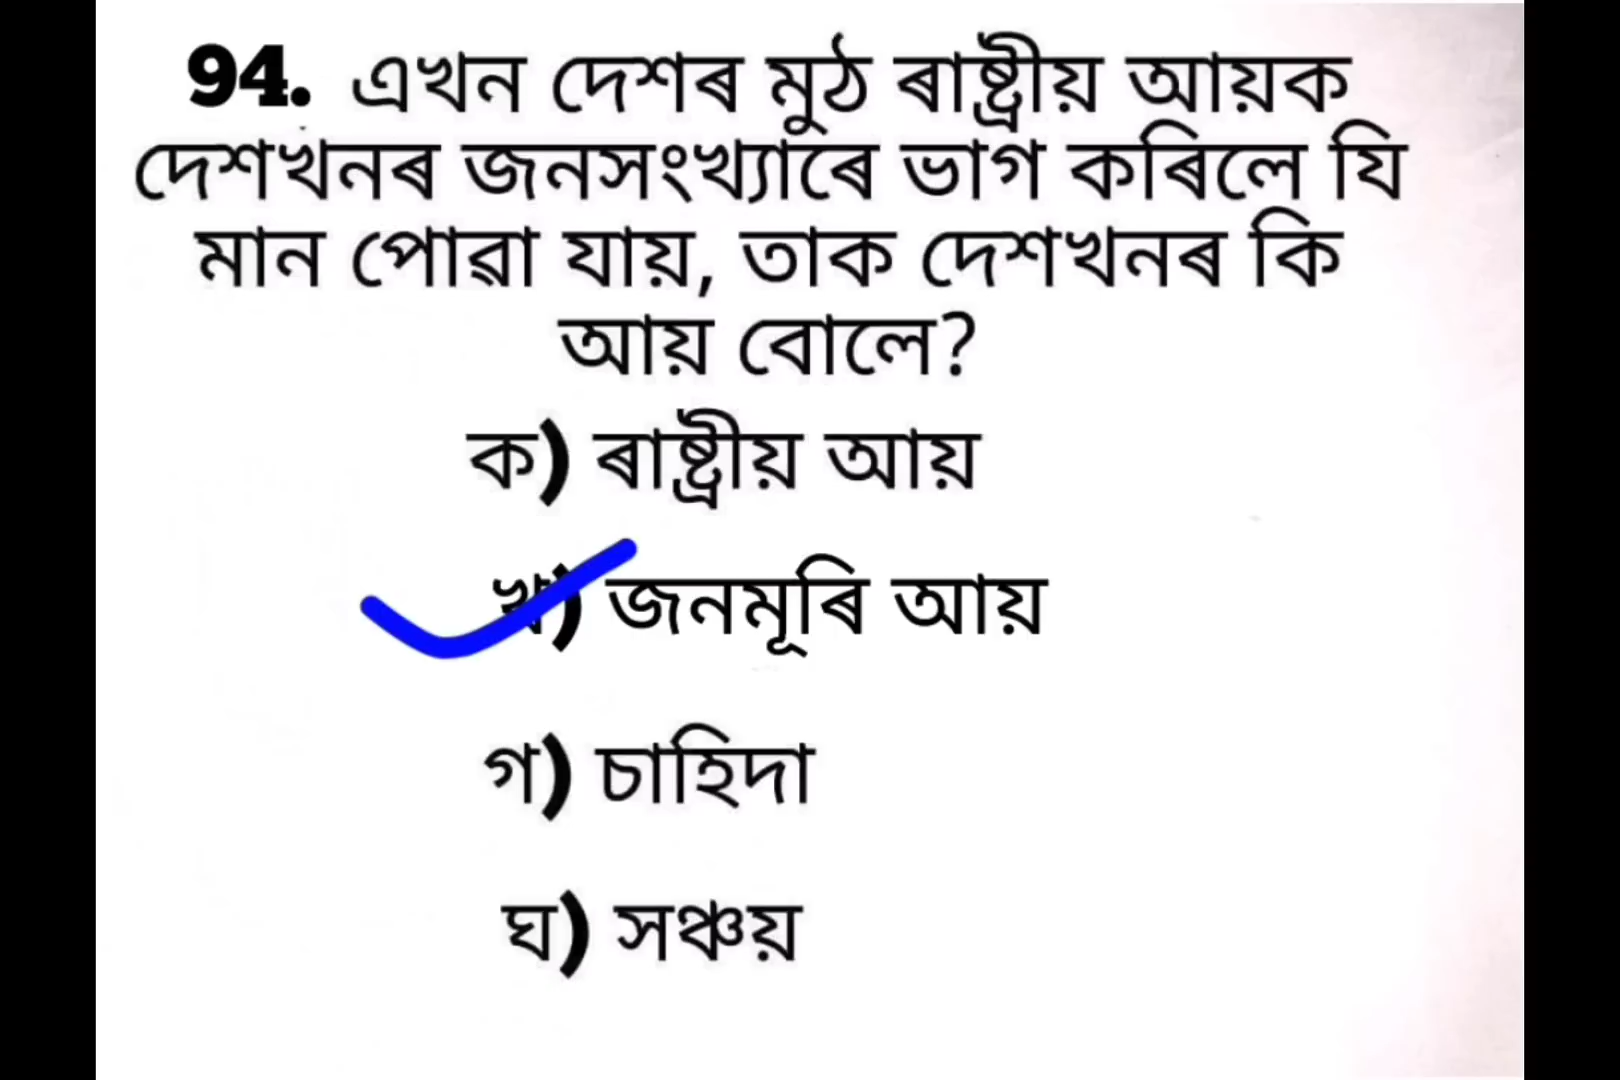 94. এখন দেশৰ মুঠ ৰাষ্ট্ৰীয় আয়ক
দেশখনৰ জনসংখ্যাৰে ভাগ কৰিলে যি
মান পোৱা যায়, তাক দেশখনৰ কি
আয় বোলে?
ক) ৰাষ্ট্ৰীয় আয়
খ) জনমূৰি আয়
গ) চাহিদা
ঘ) সঞ্চয়